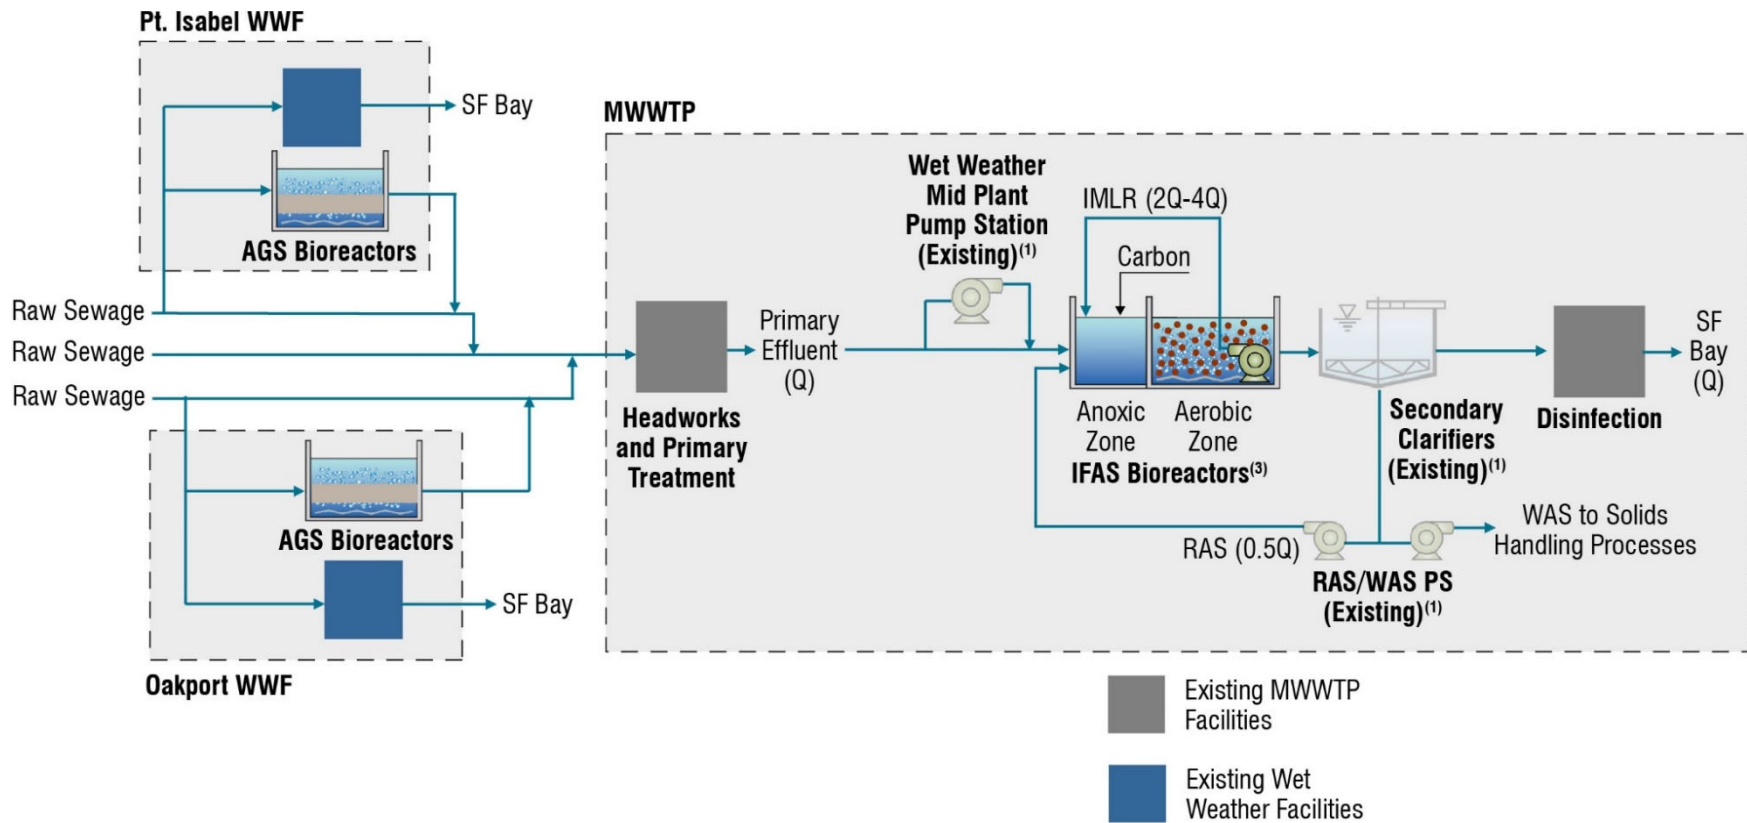 Pt. Isabel WWF
SF Bay
AGS Bioreactors
Raw Sewage
Raw Sewage
Raw Sewage
AGS Bioreactors
SF Bay
Oakport WWF
MWWTP
Headworks
and Primary
Treatment
Primary
Effluent
(Q)
Wet Weather
Mid Plant
Pump Station
(Existing)(1)
IMLR (2Q-4Q)
Carbon
Anoxic
Zone
Aerobic
Zone
IFAS Bioreactors(3)
Secondary
Clarifiers
(Existing)(1)
Disinfection
SF
Bay
(Q)
RAS (0.5Q)
RAS/WAS PS
(Existing)(1)
WAS to Solids
Handling Processes
Existing MWWTP
Facilities
Existing Wet
Weather Facilities